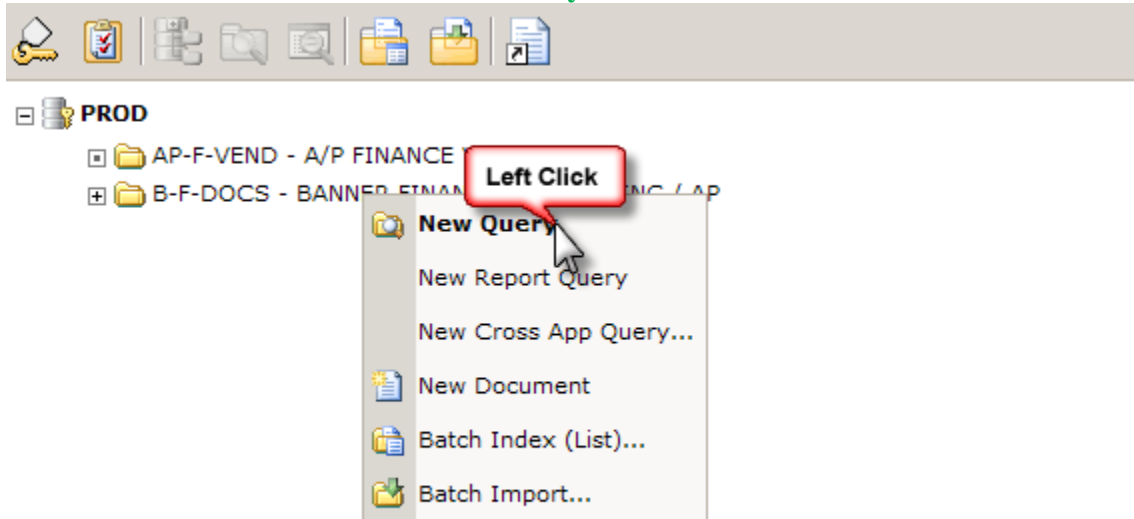 PROD
AP-F-VEND - A/P FINANCE
Left Click
B-F-DOCS - BANNER FINAN / AP
New Query
New Report Query
New Cross App Query...
New Document
Batch Index (List)...
Batch Import...